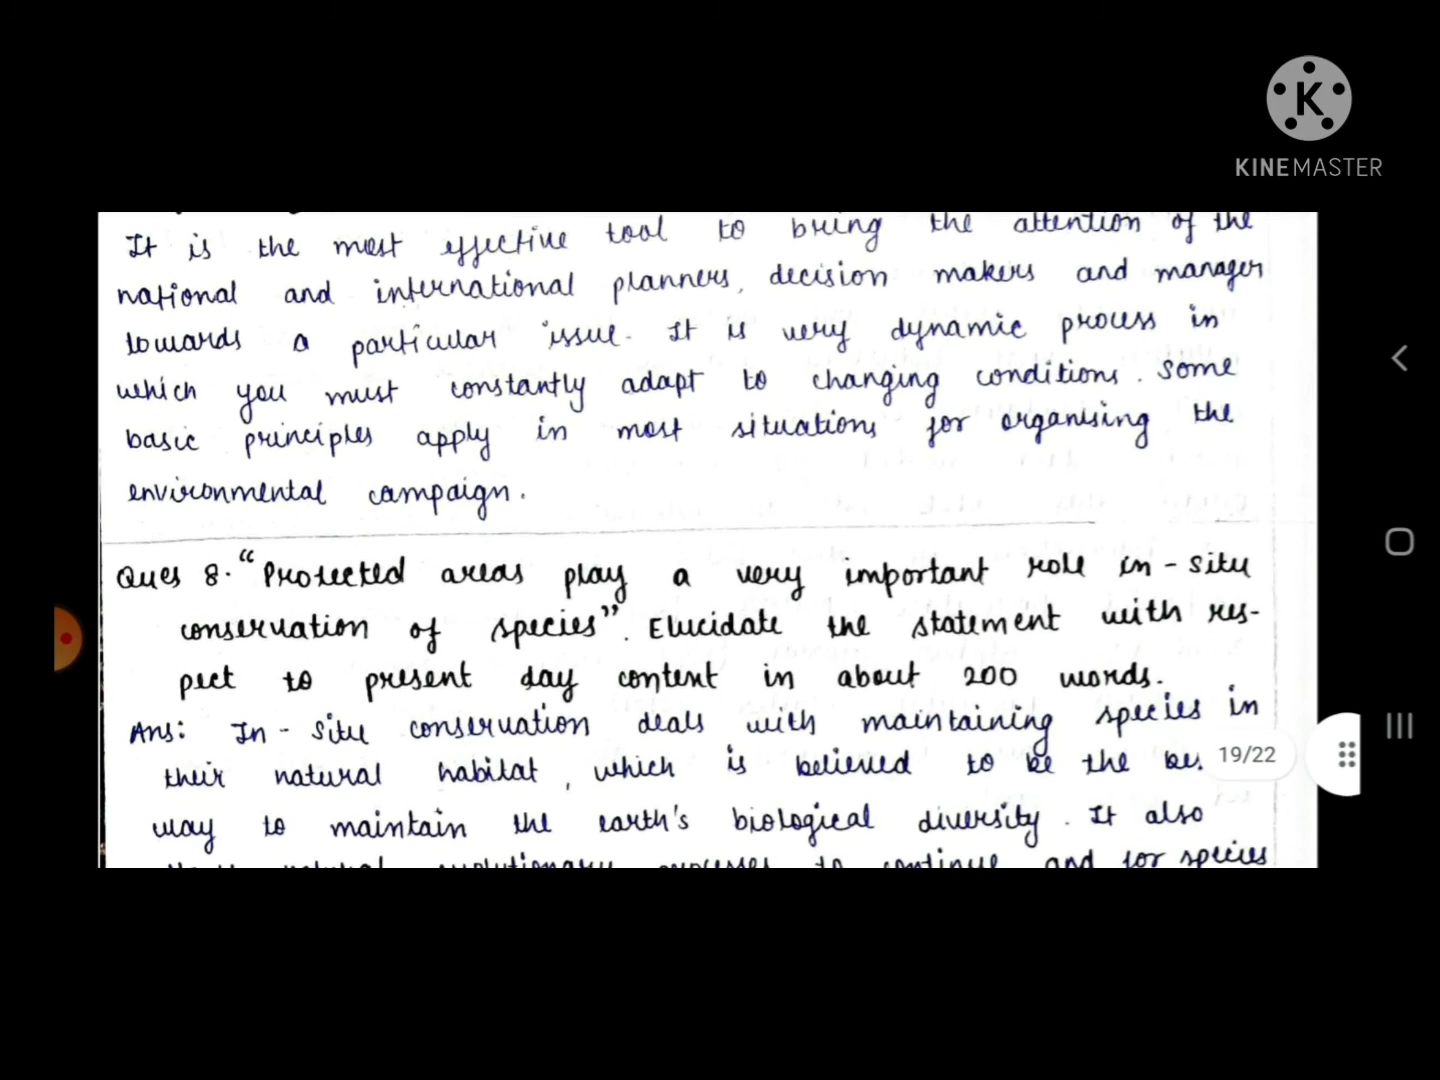 KINEMASTER
It is the most effective tool to bring the attention of the
national and international planners, decision makers and manager
towards a particular issue. It is very dynamic process in
which you must constantly adapt to changing conditions. Some
basic principles apply in most situations for organising the
environmental campaign.
Ques 8. "Protected areas play a very important role in-situ
conservation of species". Elucidate the statement with res-
pect to present day content in about 200 words.
Ans: In-situ conservation deals with maintaining species in
their natural habitat, which is believed to be the
19/22
way to maintain the earth's biological diversity. It also
natural evolutionary processes to continue and for species